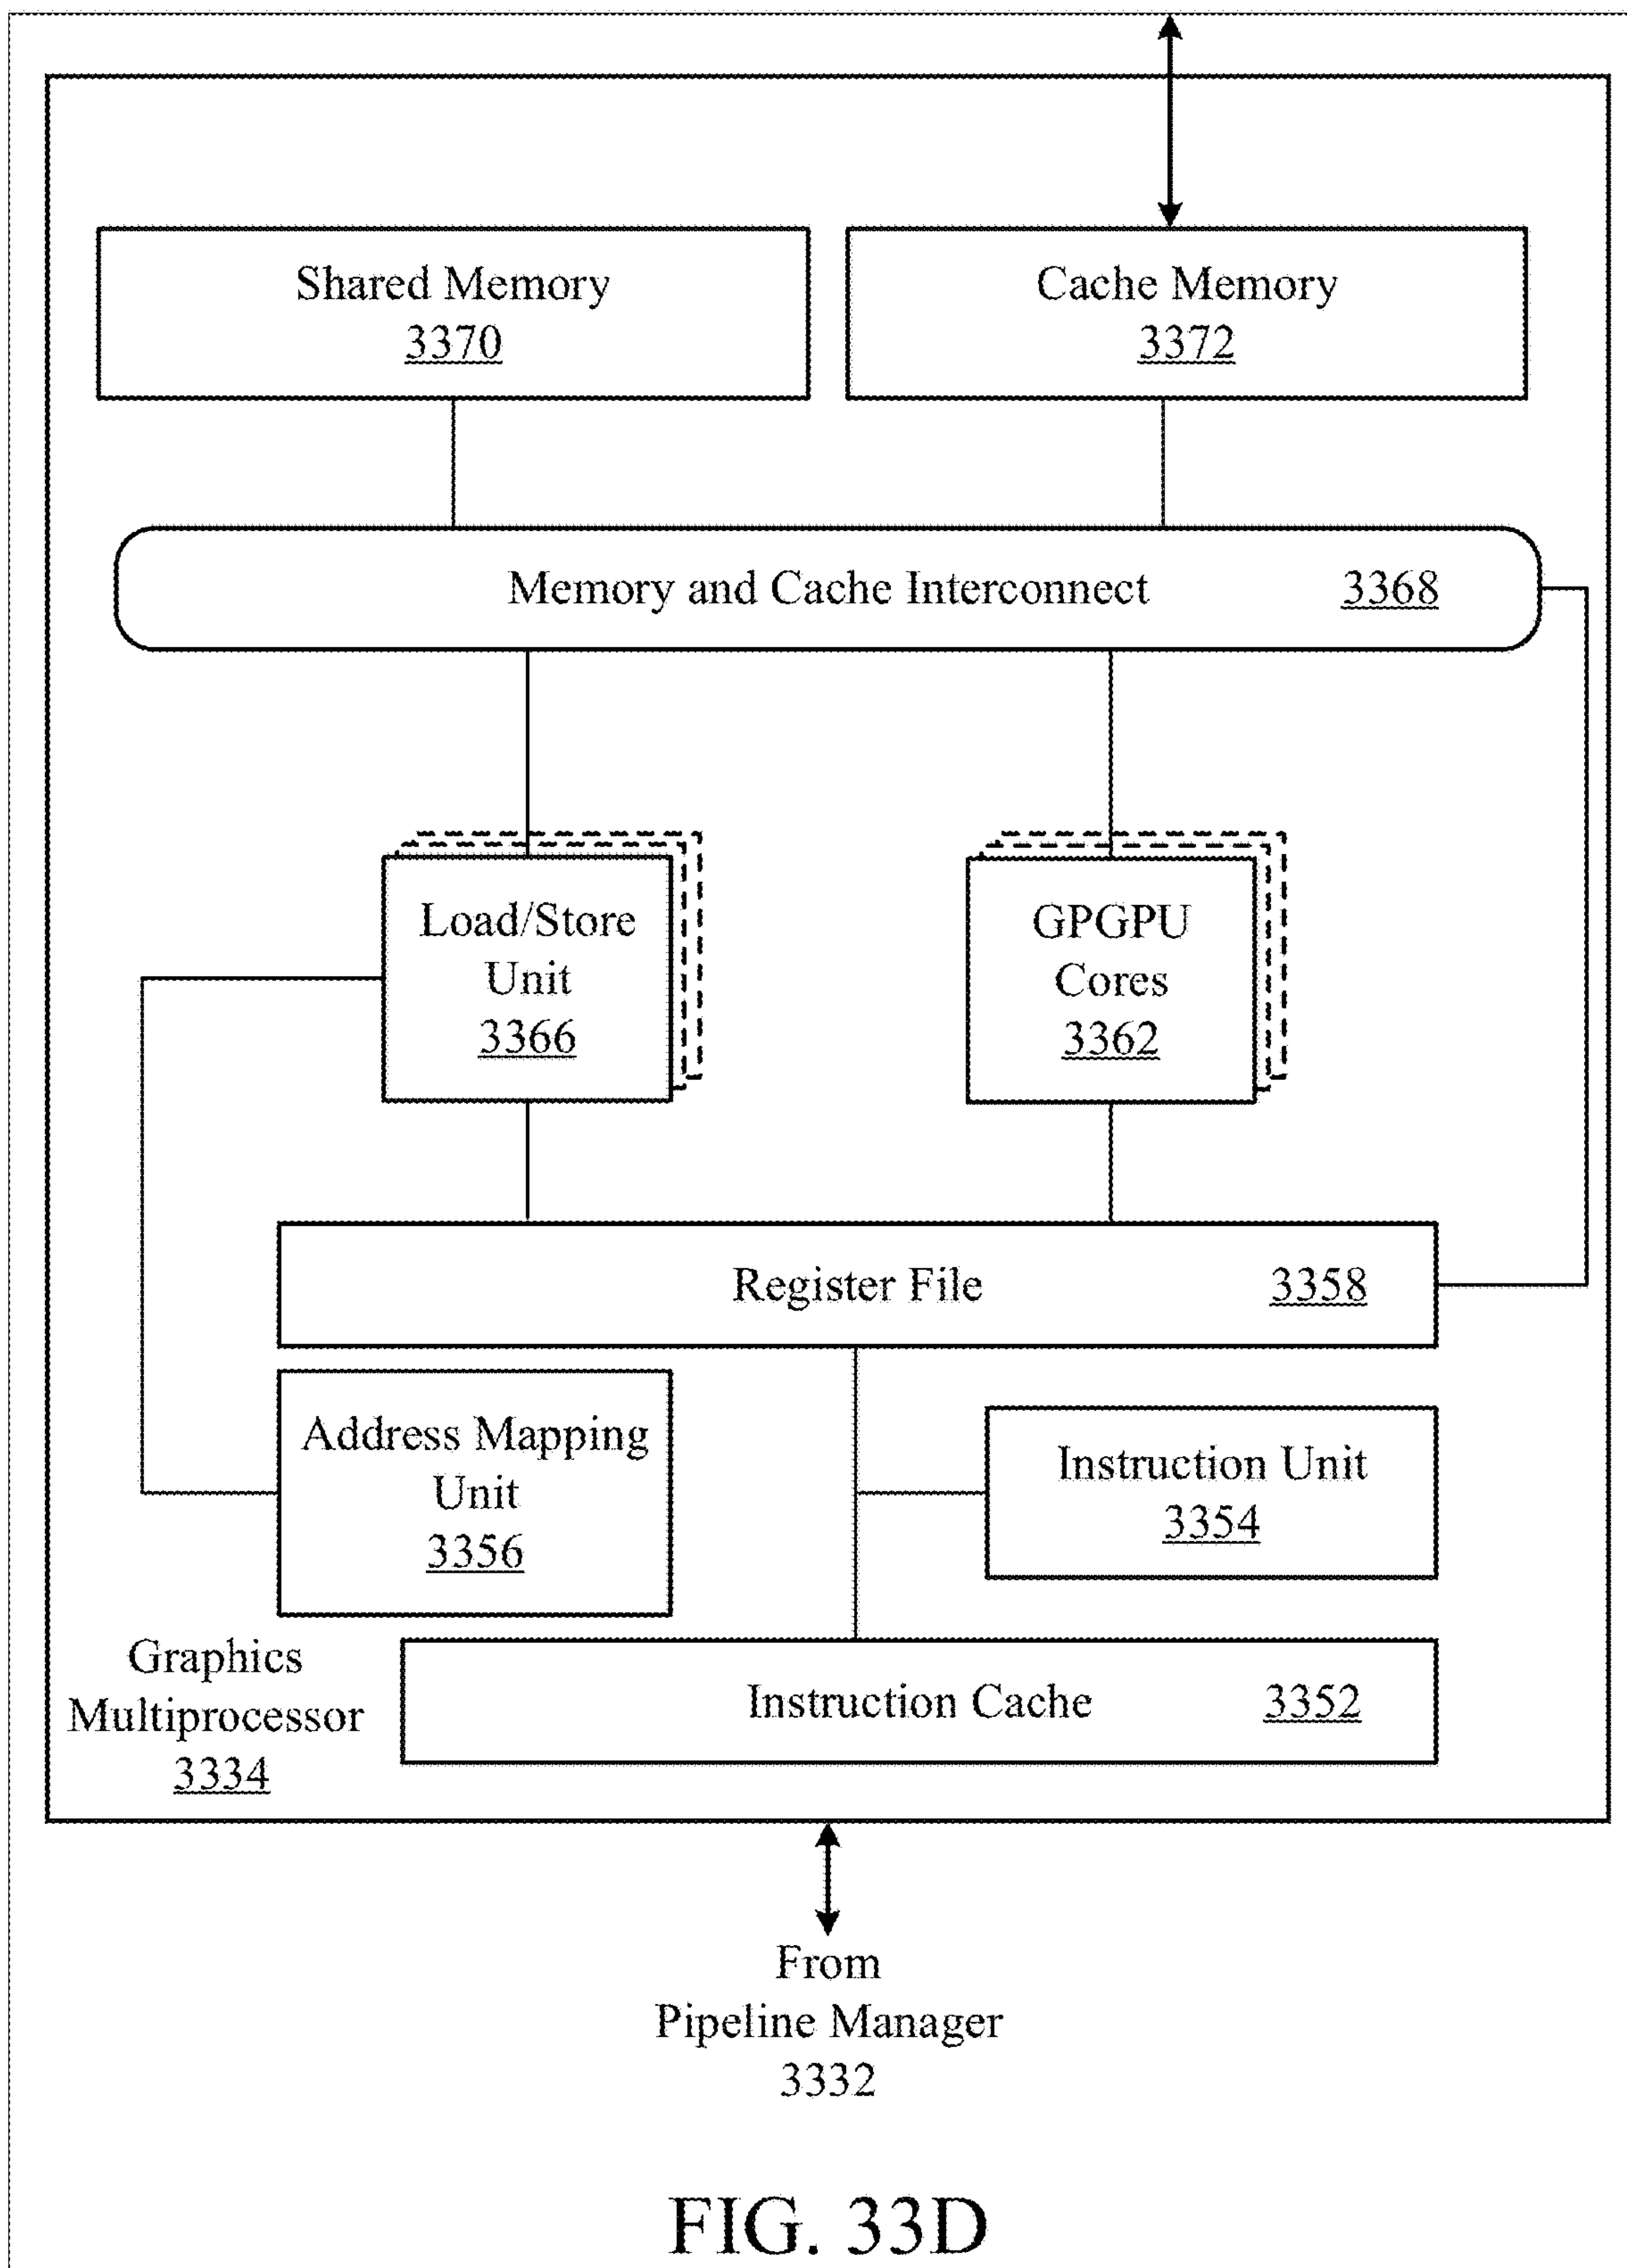 Shared Memory
3370
Cache Memory
3372
Memory and Cache Interconnect 3368
Load/Store
Unit
3366
GPGPU
Cores
3362
Register File 3358
Address Mapping
Unit
3356
Instruction Unit
3354
Graphics
Multiprocessor
3334
Instruction Cache 3352
From
Pipeline Manager
3332
FIG. 33D